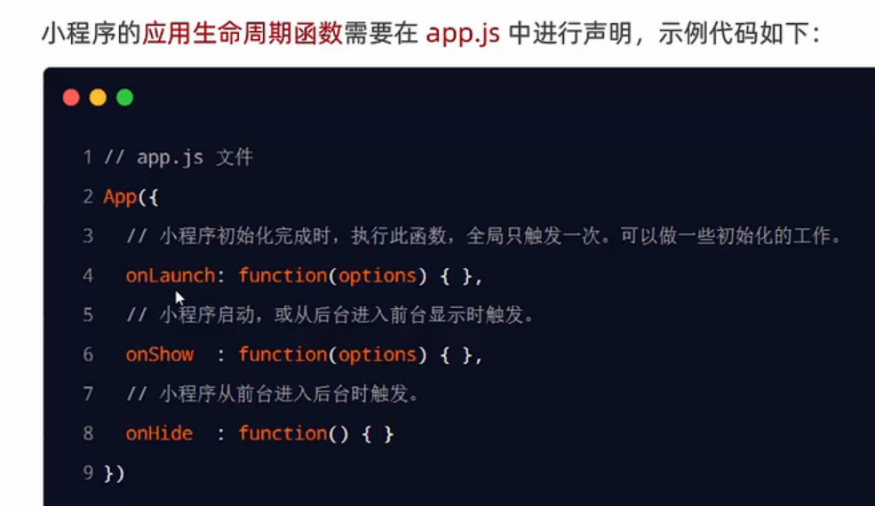 小程序的应用生命周期函数需要在 app.js 中进行声明，示例代码如下：
1 // app.js 文件
2 App({
3 // 小程序初始化完成时，执行此函数，全局只触发一次。可以做一些初始化的工作。
4 onLaunch: function(options) { },
5 // 小程序启动，或从后台进入前台显示时触发。
6 onShow : function(options) { },
7 // 小程序从前台进入后台时触发。
8 onHide : function() { }
9 })